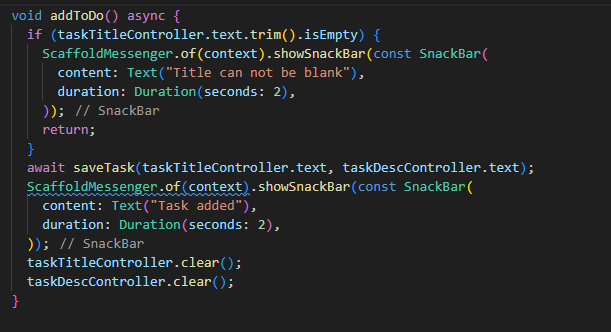 void addToDo() async {
if (taskTitleController.text.trim().isEmpty) {
ScaffoldMessenger.of(context).showSnackBar(const SnackBar(
content: Text("Title can not be blank"),
duration: Duration(seconds: 2),
)); // SnackBar
return;
}
await saveTask(taskTitleController.text, taskDescController.text);
ScaffoldMessenger.of(context).showSnackBar(const SnackBar(
content: Text("Task added"),
duration: Duration(seconds: 2),
)); // SnackBar
taskTitleController.clear();
taskDescController.clear();
}